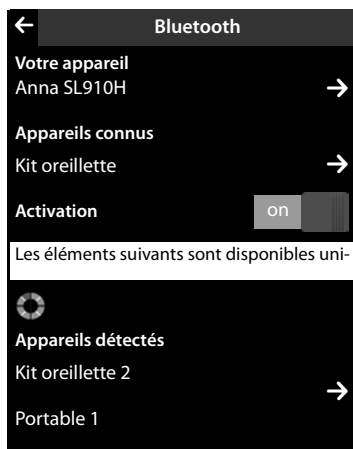 Bluetooth
Votre appareil
Anna SL910H
Appareils connus
Kit oreillette
Activation on
Les éléments suivants sont disponibles uni-
Appareils détectés
Kit oreillette 2
Portable 1